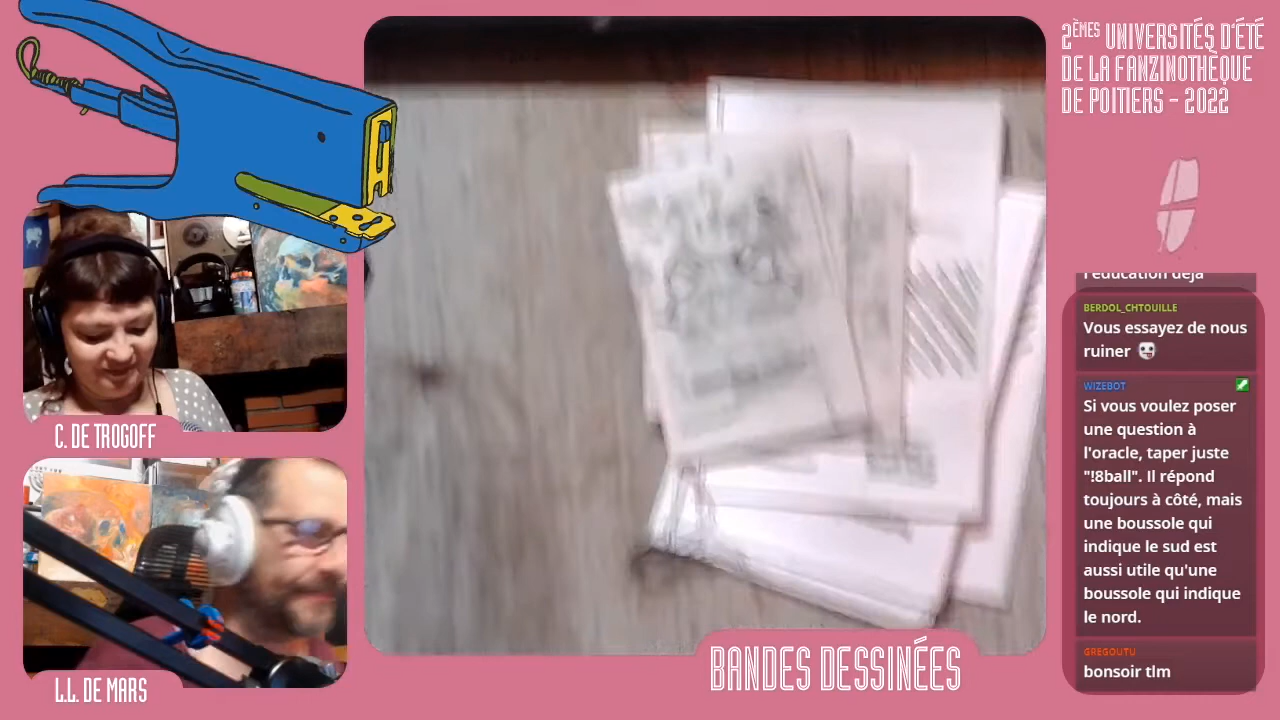 2ÈMES UNIVERSITÉS D'ÉTÉ
DE LA FANZINOTHÈQUE
DE POITIERS - 2022
l'éducation déjà
BERDOL_CHTOUILLE
Vous essayez de nous
ruiner
WIZEBOT
Si vous voulez poser
une question à
l'oracle, taper juste
"!8ball". Il répond
toujours à côté, mais
une boussole qui
indique le sud est
aussi utile qu'une
boussole qui indique
le nord.
GREGOUTU
bonsoir tlm
C. DE TROGOFF
L.L. DE MARS
BANDES DESSINÉES